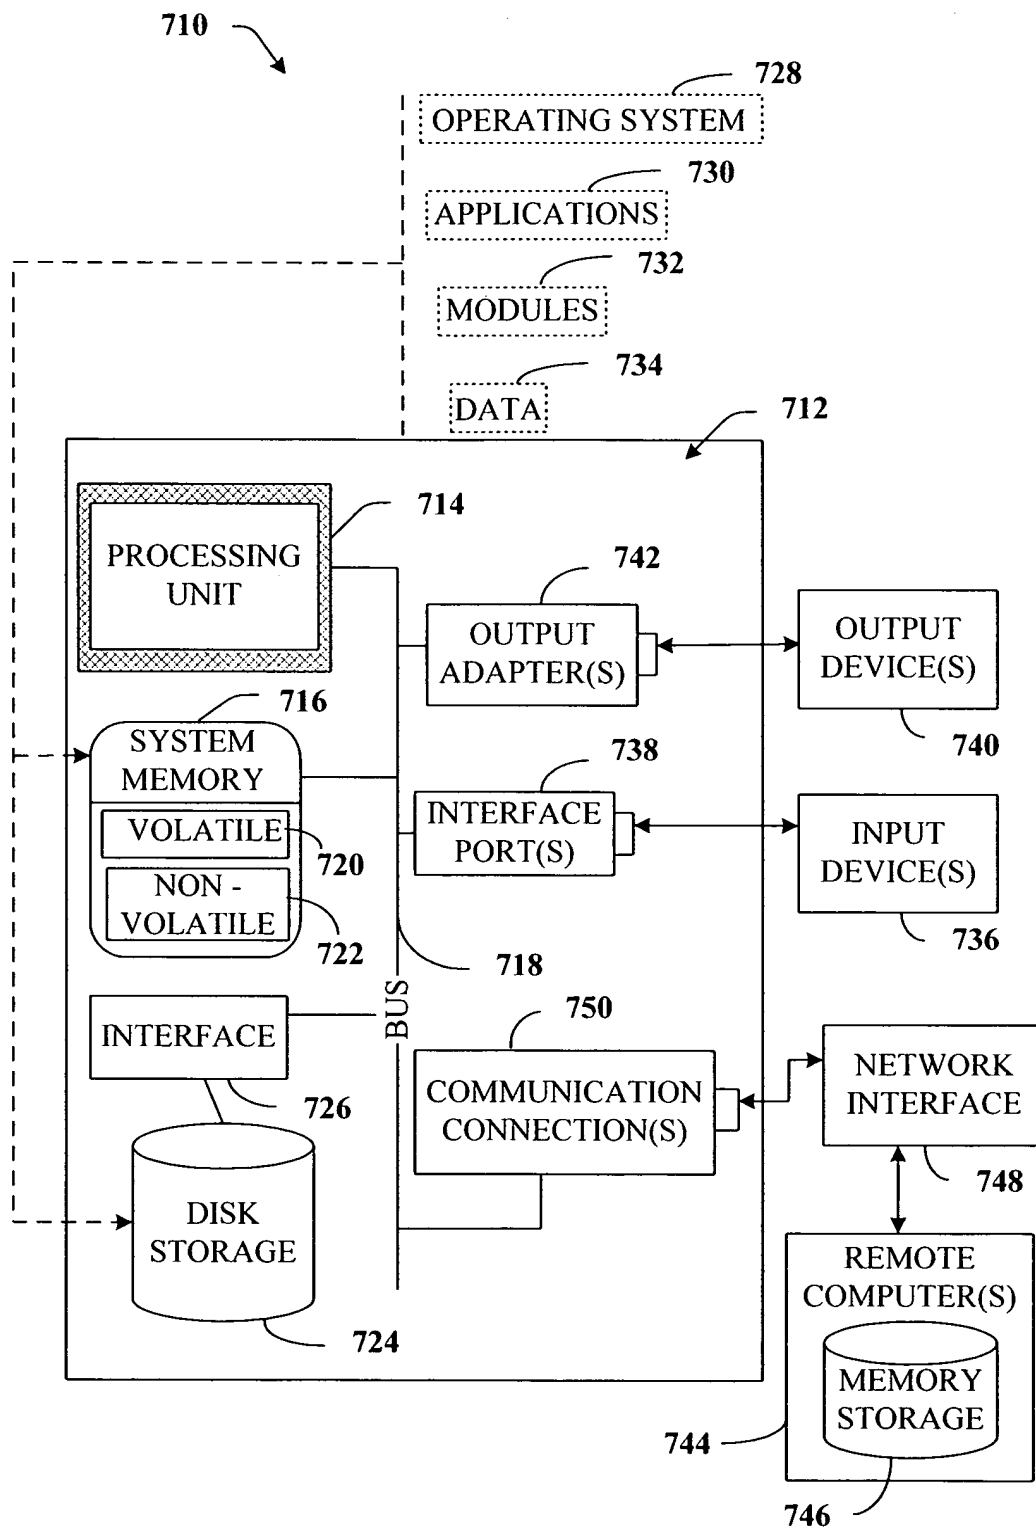 710
728
OPERATING SYSTEM
730
APPLICATIONS
732
MODULES
734
DATA
712
714
PROCESSING
UNIT
742
OUTPUT
ADAPTER(S)
OUTPUT
DEVICE(S)
740
716
SYSTEM
MEMORY
VOLATILE
720
NON -
VOLATILE
722
738
INTERFACE
PORT(S)
INPUT
DEVICE(S)
736
718
BUS
INTERFACE
726
750
COMMUNICATION
CONNECTION(S)
NETWORK
INTERFACE
748
DISK
STORAGE
724
REMOTE
COMPUTER(S)
MEMORY
STORAGE
744
746